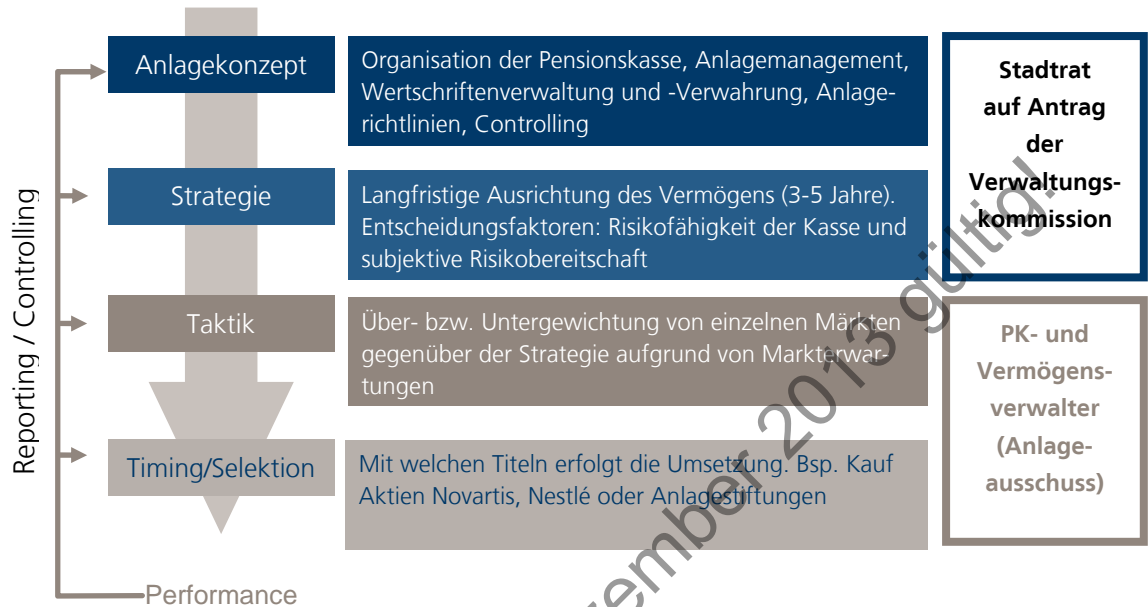 Reporting / Controlling
Anlagekonzept
Organisation der Pensionskasse, Anlagemanagement,
Wertschriftenverwaltung und -Verwahrung, Anlage-
richtlinien, Controlling
Stadtrat
auf Antrag
der
Verwaltungs-
kommission
Strategie
Langfristige Ausrichtung des Vermögens (3-5 Jahre).
Entscheidungsfaktoren: Risikofähigkeit der Kasse und
subjektive Risikobereitschaft
Taktik
Über- bzw. Untergewichtung von einzelnen Märkten
gegenüber der Strategie aufgrund von Markterwar-
tungen
PK- und
Vermögens-
verwalter
(Anlage-
ausschuss)
Timing/Selektion
Mit welchen Titeln erfolgt die Umsetzung. Bsp. Kauf
Aktien Novartis, Nestlé oder Anlagestiftungen
Performance
2013 gültig!